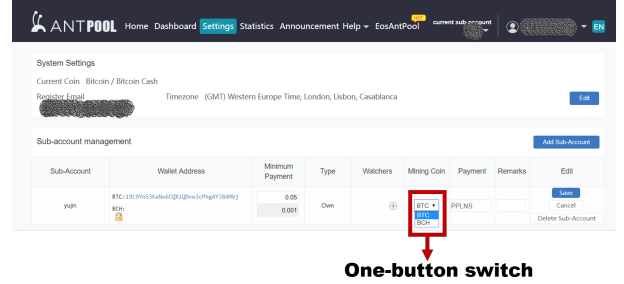 ANTPOOL Home Dashboard Settings Statistics Announcement Help EosAntPool HOT current sub-account EN
System Settings
Current Coin Bitcoin / Bitcoin Cash
Register Email Timezone (GMT) Western Europe Time, London, Lisbon, Casablanca Edit
Sub-account management Add Sub-Account
Sub-Account Wallet Address Minimum Payment Type Watchers Mining Coin Payment Remarks Edit
yujin BTC: 0.05 Own BTC PPLNS Save
BCH: 0.001 BTC Cancel
BCH Delete Sub-Account
One-button switch